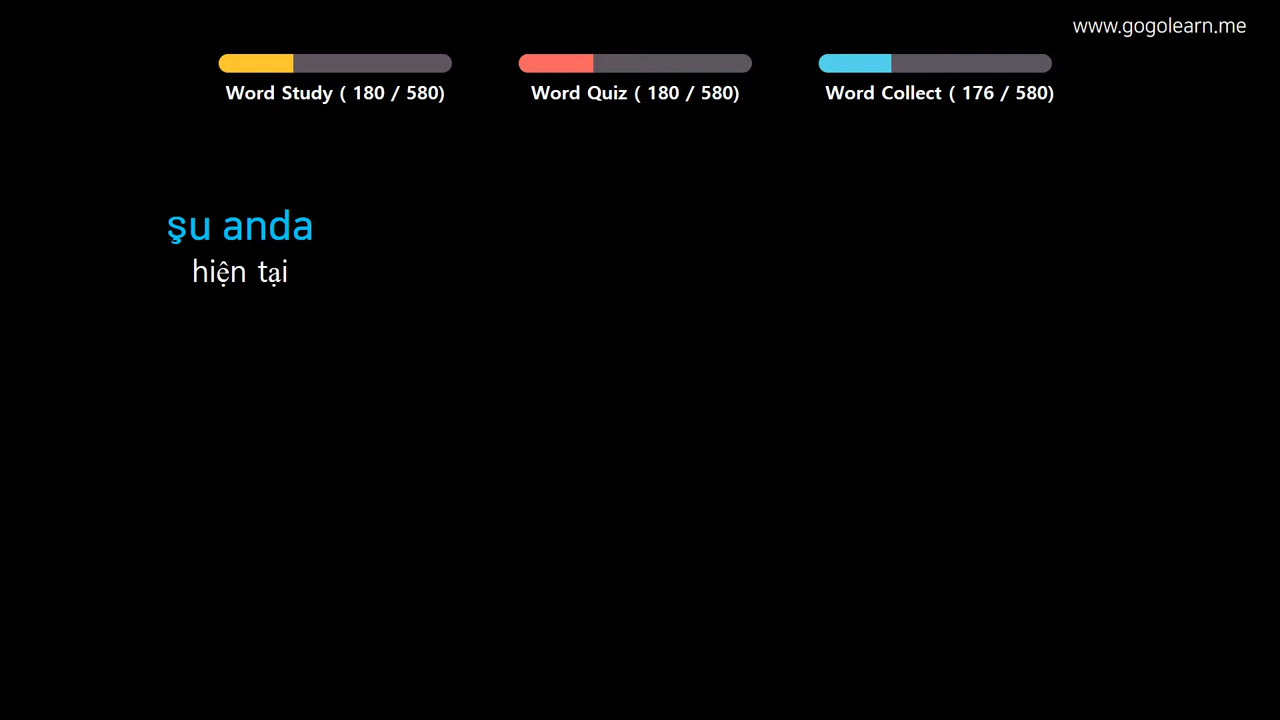 www.gogolearn.me
Word Study ( 180 / 580)
Word Quiz ( 180 / 580)
Word Collect ( 176 / 580)
şu anda
hiện tại